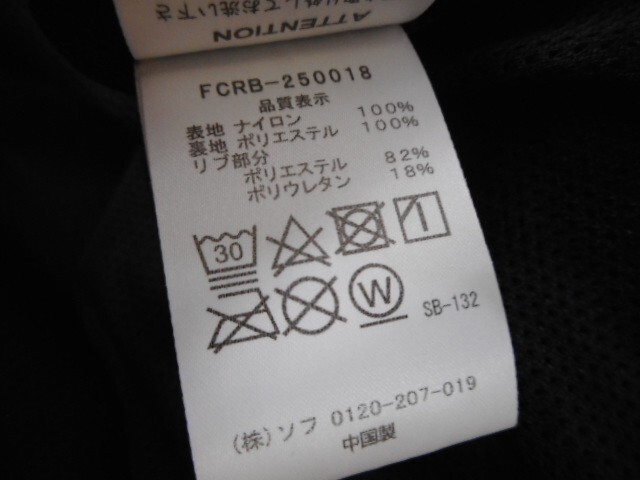 ATTENTION
FCRB-250018
品質表示
表地 ナイロン 100%
裏地 ポリエステル 100%
リブ部分
ポリエステル 82%
ポリウレタン 18%
30
W
SB-132
(株)ソフ 0120-207-019
中国製